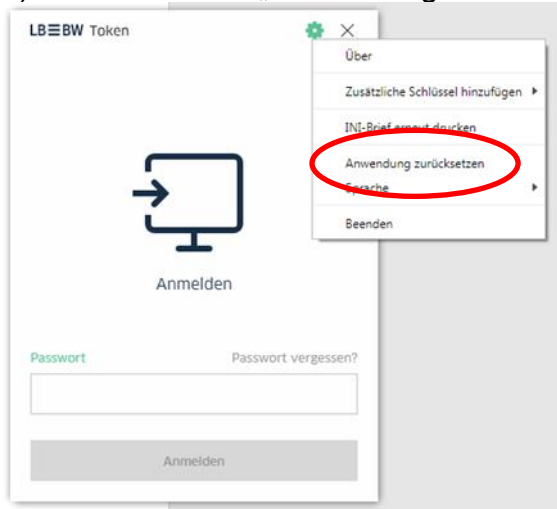 LB≡BW Token
Über
Zusätzliche Schlüssel hinzufügen
INI-Brief erneut drucken
Anwendung zurücksetzen
Sprache
Beenden
Anmelden
Passwort Passwort vergessen?
Anmelden